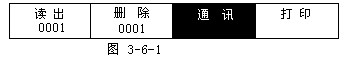 读出 删除 通讯 打印
0001 0001
图 3-6-1